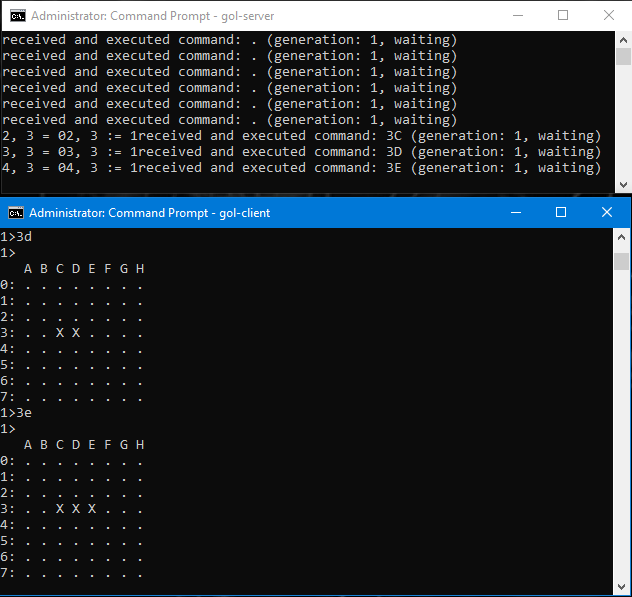 Administrator: Command Prompt - gol-server
received and executed command: . (generation: 1, waiting)
received and executed command: . (generation: 1, waiting)
received and executed command: . (generation: 1, waiting)
received and executed command: . (generation: 1, waiting)
received and executed command: . (generation: 1, waiting)
received and executed command: . (generation: 1, waiting)
2, 3 = 02, 3 := 1received and executed command: 3C (generation: 1, waiting)
3, 3 = 03, 3 := 1received and executed command: 3D (generation: 1, waiting)
4, 3 = 04, 3 := 1received and executed command: 3E (generation: 1, waiting)
Administrator: Command Prompt - gol-client
1>3d
1>
A B C D E F G H
0: . . . . . . . .
1: . . . . . . . .
2: . . . . . . . .
3: . . X X . . . .
4: . . . . . . . .
5: . . . . . . . .
6: . . . . . . . .
7: . . . . . . . .
1>3e
1>
A B C D E F G H
0: . . . . . . . .
1: . . . . . . . .
2: . . . . . . . .
3: . . X X X . . .
4: . . . . . . . .
5: . . . . . . . .
6: . . . . . . . .
7: . . . . . . . .